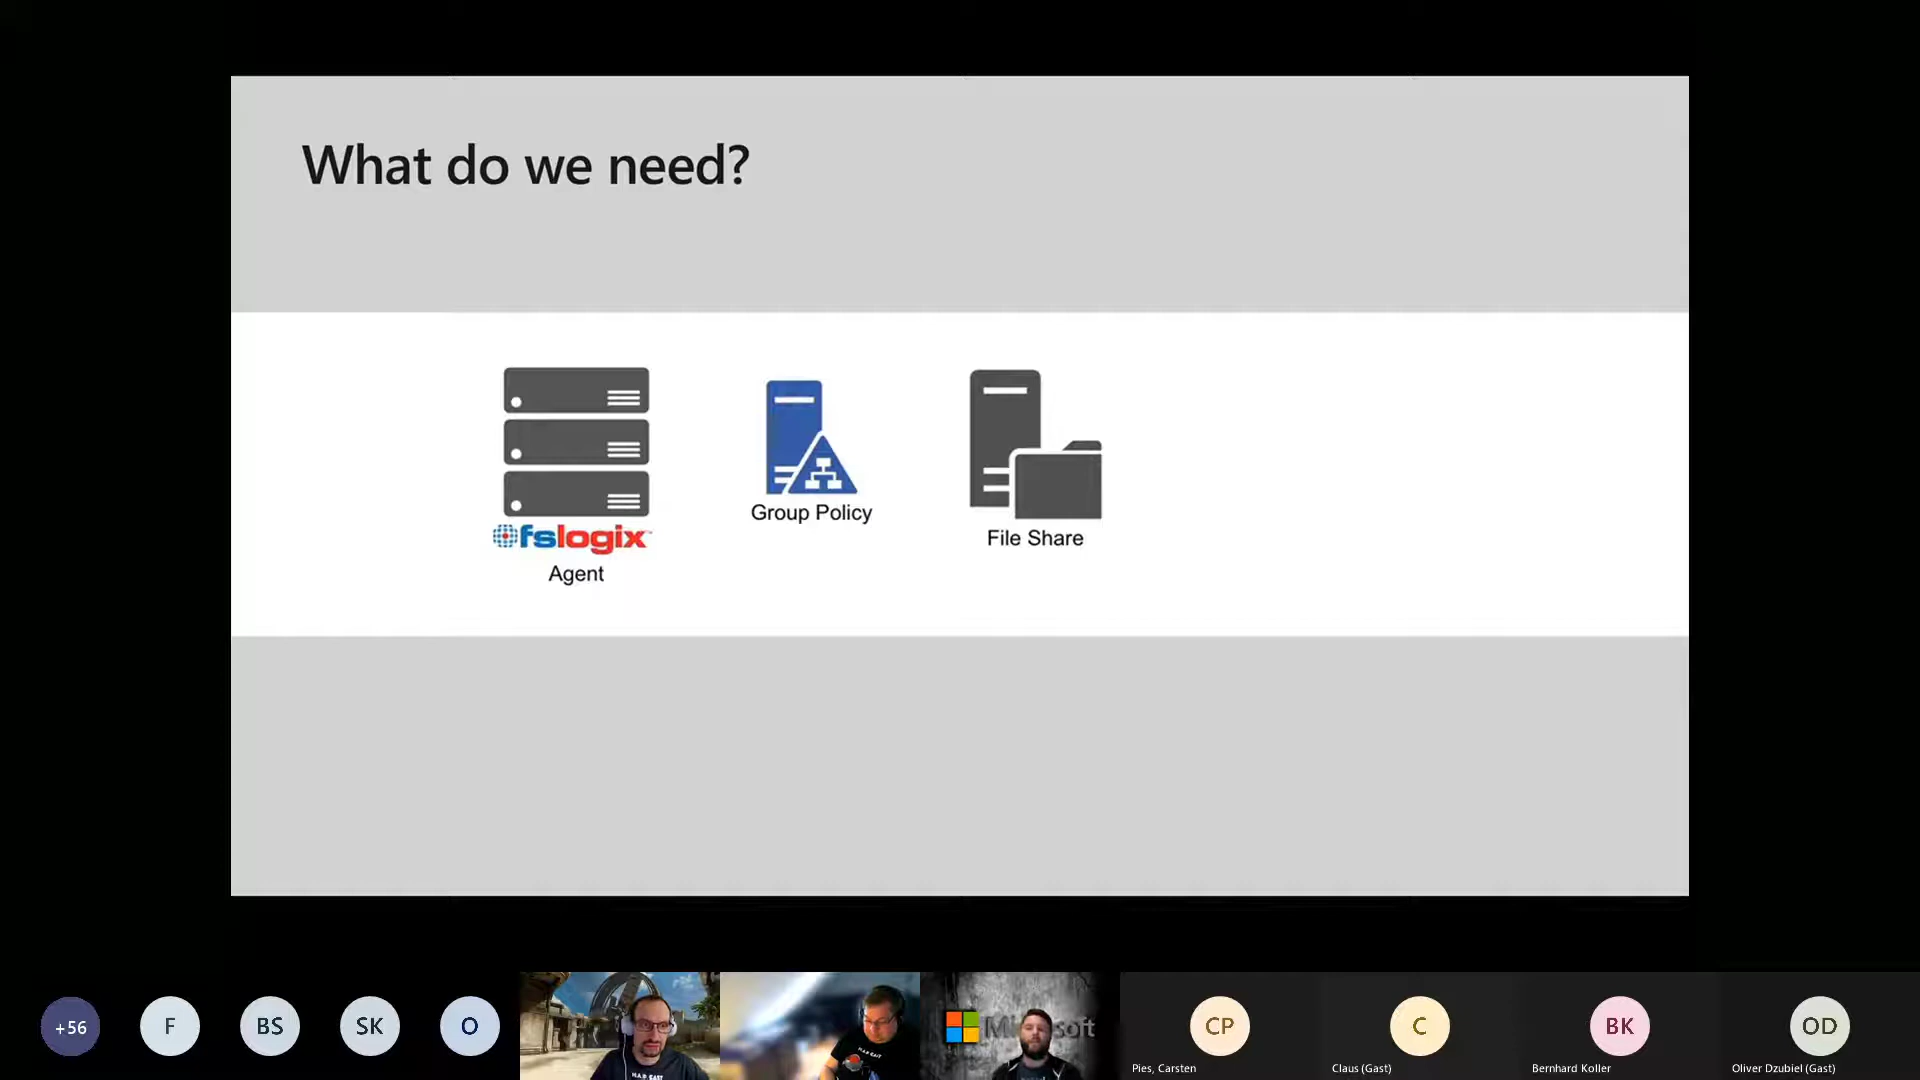 What do we need?
fslogix
Agent
Group Policy
File Share
+56
F
BS
SK
O
Microsoft
CP
C
BK
OD
Pies, Carsten
Claus (Gast)
Bernhard Koller
Oliver Dzubiel (Gast)